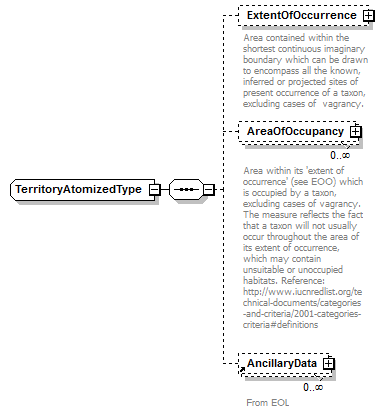 ExtentOfOccurrence
Area contained within the
shortest continuous imaginary
boundary which can be drawn
to encompass all the known,
inferred or projected sites of
present occurrence of a taxon,
excluding cases of  vagrancy.
AreaOfOccupancy
0..∞
Area within its 'extent of
occurrence' (see EOO) which
is occupied by a taxon,
excluding cases of vagrancy.
The measure reflects the fact
that a taxon will not usually
occur throughout the area of
its extent of occurrence,
which may contain
unsuitable or unoccupied
habitats. Reference:
http://www.iucnredlist.org/te
chnical-documents/categories
-and-criteria/2001-categories-
criteria#definitions
TerritoryAtomizedType
AncillaryData
0..∞
From EOL